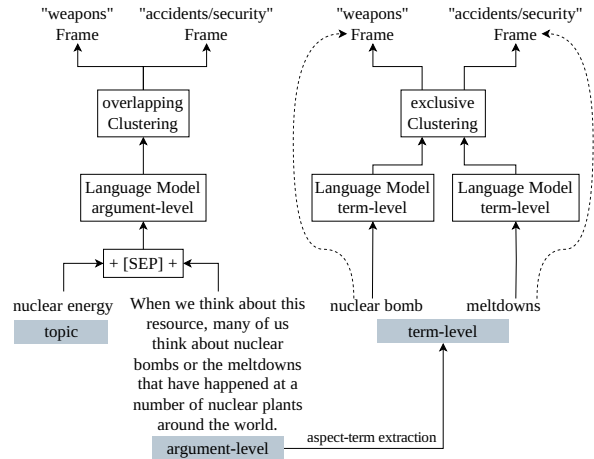 "weapons"
Frame
"accidents/security"
Frame
overlapping
Clustering
Language Model
argument-level
+ [SEP] +
nuclear energy
topic
When we think about this
resource, many of us
think about nuclear
bombs or the meltdowns
that have happened at a
number of nuclear plants
around the world.
argument-level
"weapons"
Frame
"accidents/security"
Frame
exclusive
Clustering
Language Model
term-level
Language Model
term-level
nuclear bomb
meltdowns
term-level
aspect-term extraction